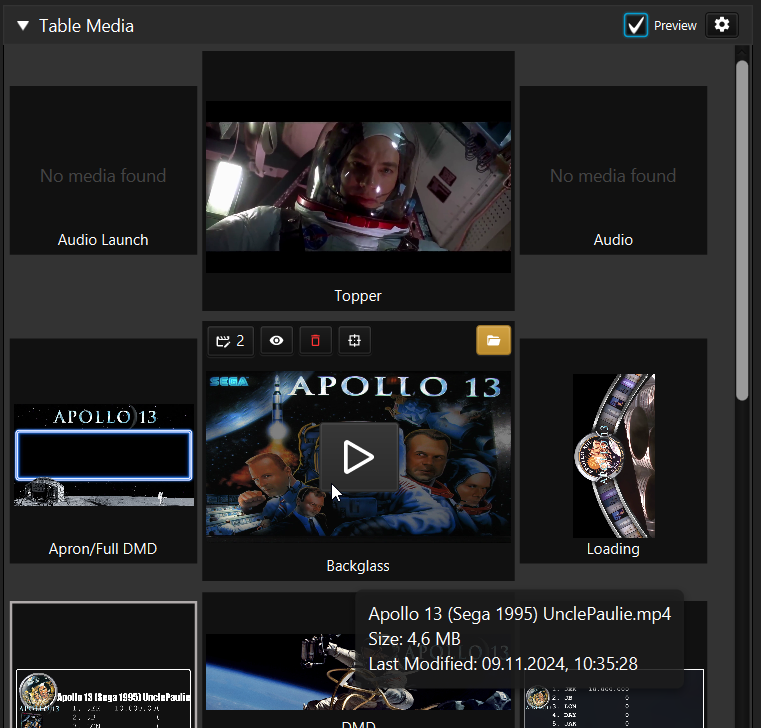 Table Media
Preview
No media found
Audio Launch
Topper
No media found
Audio
2
SEGA
APOLLO 13
Backglass
APOLLO 13
Apron/Full DMD
Loading
Apollo 13 (Sega 1995) UnclePaulie.mp4
Size: 4,6 MB
Last Modified: 09.11.2024, 10:35:28
Apollo 13 (Sega 1995) UnclePaulie
DMD